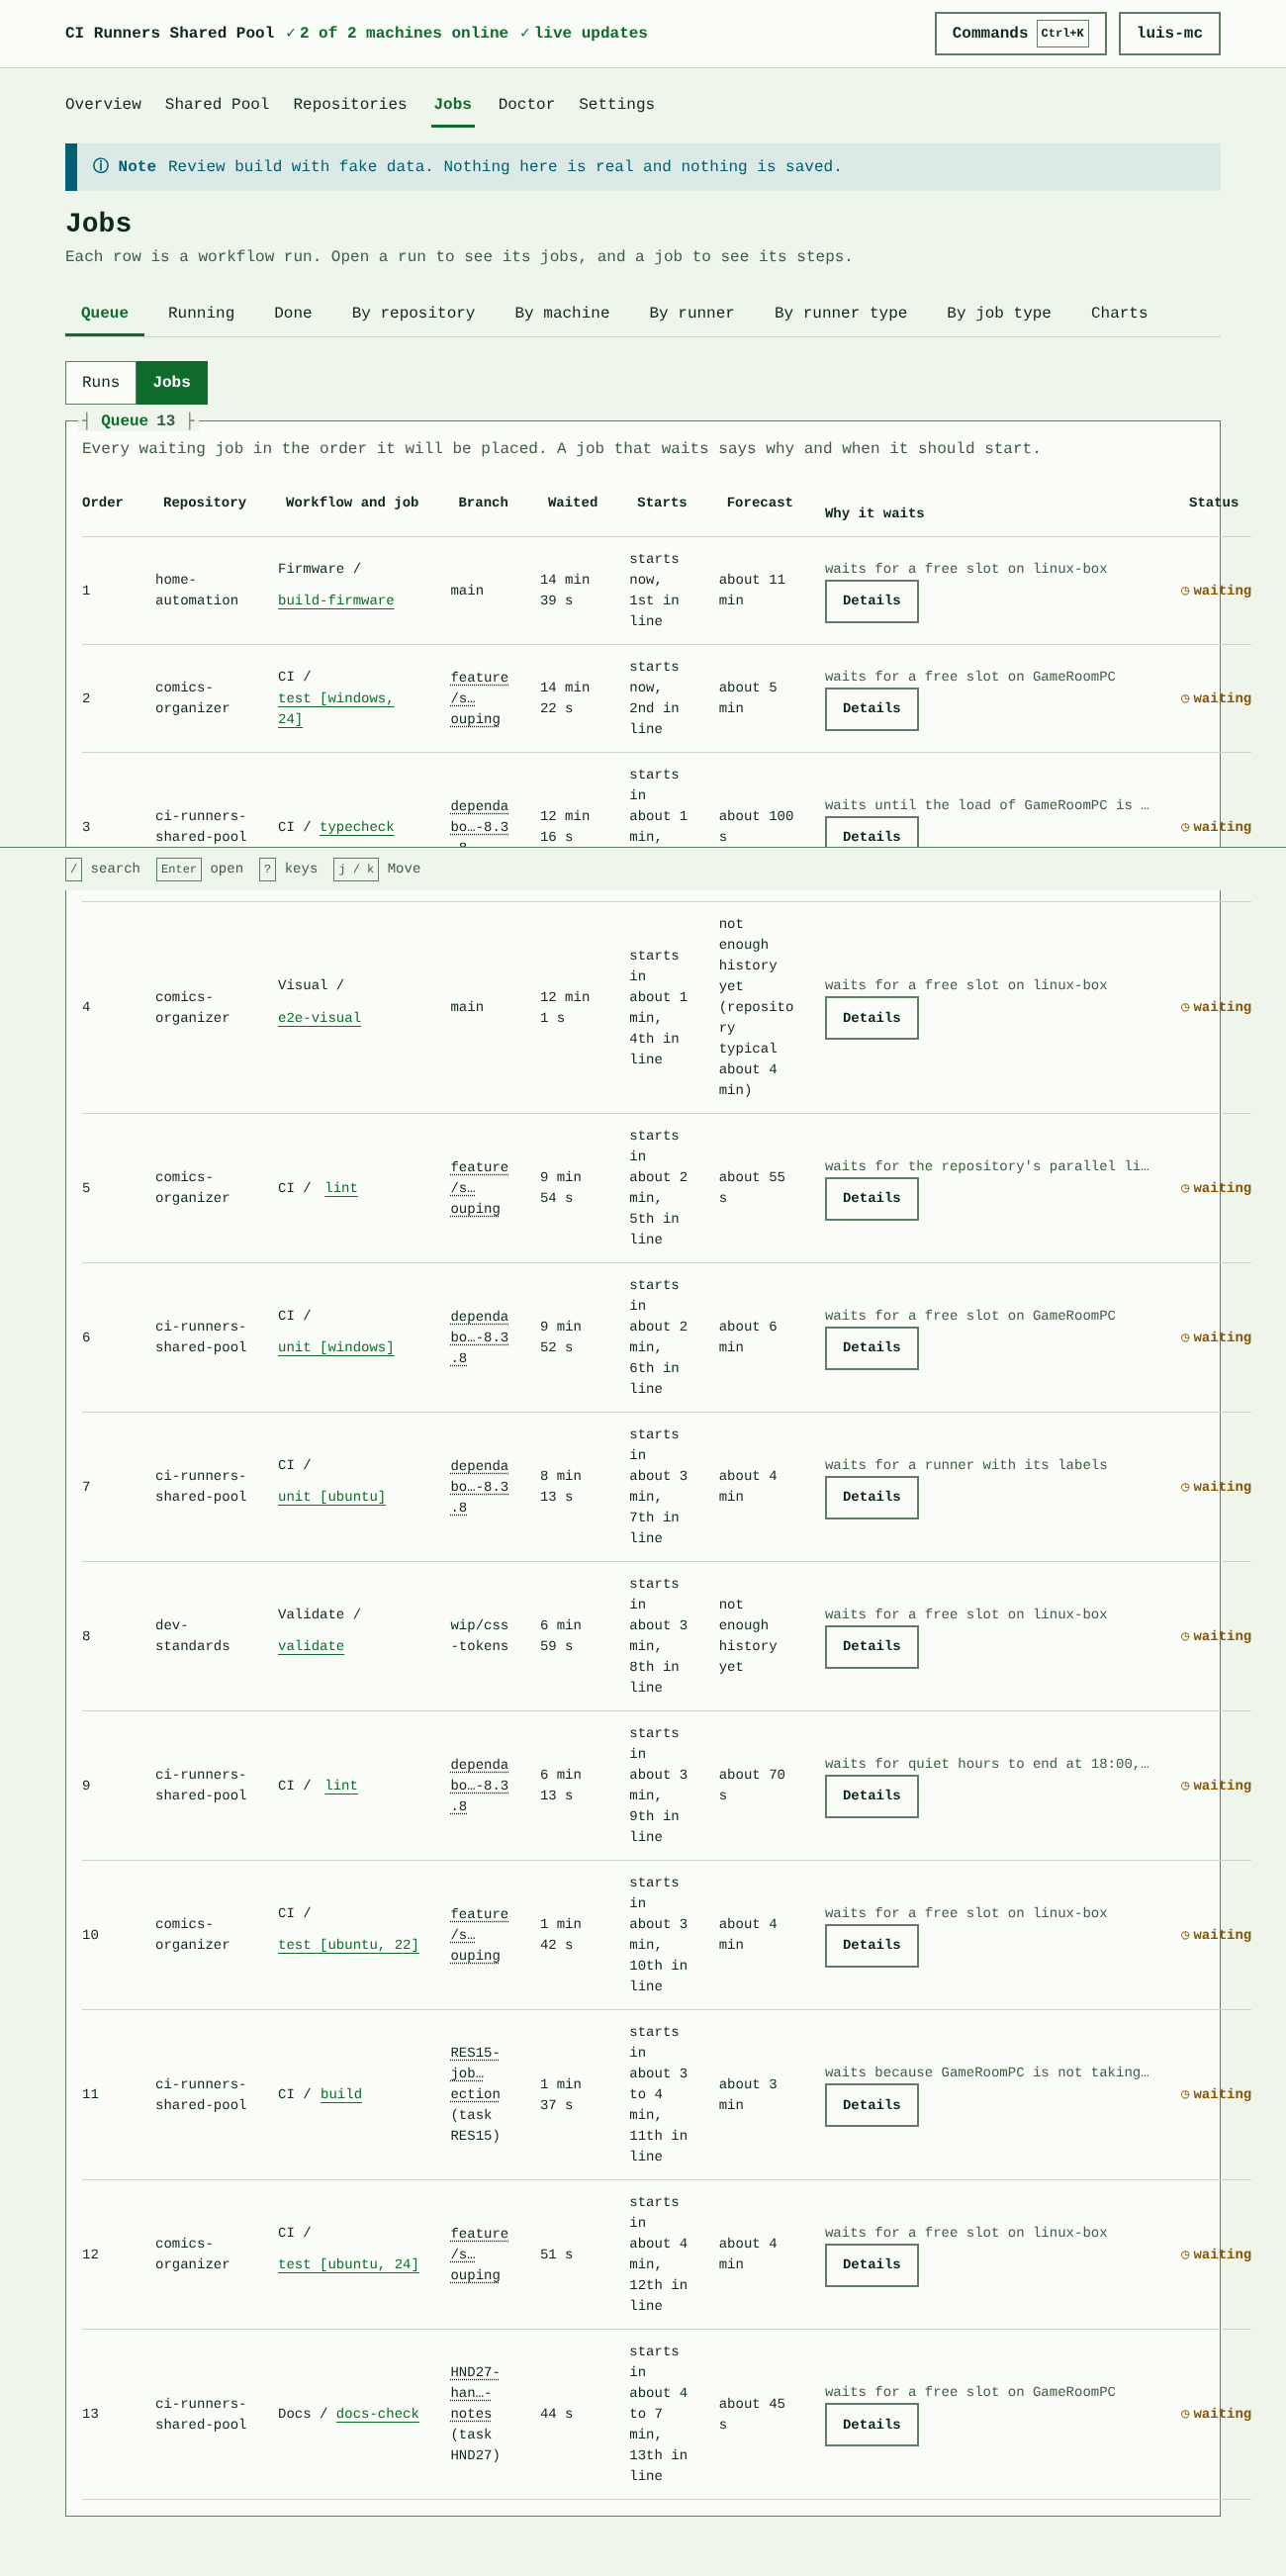 CI Runners Shared Pool ✓ 2 of 2 machines online ✓ live updates Commands Ctrl+K luis-mc
Overview Shared Pool Repositories Jobs Doctor Settings
ⓘ Note Review build with fake data. Nothing here is real and nothing is saved.
Jobs
Each row is a workflow run. Open a run to see its jobs, and a job to see its steps.
Queue Running Done By repository By machine By runner By runner type By job type Charts
Runs Jobs
Queue 13
Every waiting job in the order it will be placed. A job that waits says why and when it should start.
Order Repository Workflow and job Branch Waited Starts Forecast Why it waits Status
1 home-automation Firmware / build-firmware main 14 min 39 s starts now, 1st in line about 11 min waits for a free slot on linux-box Details ◷ waiting
2 comics-organizer CI / test [windows, 24] feature/s…ouping 14 min 22 s starts now, 2nd in line about 5 min waits for a free slot on GameRoomPC Details ◷ waiting
3 ci-runners-shared-pool CI / typecheck dependabo…-8.3 12 min 16 s starts in about 1 min, about 100 s waits until the load of GameRoomPC is … Details ◷ waiting
/ search Enter open ? keys j / k Move
4 comics-organizer Visual / e2e-visual main 12 min 1 s starts in about 1 min, 4th in line not enough history yet (repository typical about 4 min) waits for a free slot on linux-box Details ◷ waiting
5 comics-organizer CI / lint feature/s…ouping 9 min 54 s starts in about 2 min, 5th in line about 55 s waits for the repository's parallel li… Details ◷ waiting
6 ci-runners-shared-pool CI / unit [windows] dependabo…-8.3.8 9 min 52 s starts in about 2 min, 6th in line about 6 min waits for a free slot on GameRoomPC Details ◷ waiting
7 ci-runners-shared-pool CI / unit [ubuntu] dependabo…-8.3.8 8 min 13 s starts in about 3 min, 7th in line about 4 min waits for a runner with its labels Details ◷ waiting
8 dev-standards Validate / validate wip/css-tokens 6 min 59 s starts in about 3 min, 8th in line not enough history yet waits for a free slot on linux-box Details ◷ waiting
9 ci-runners-shared-pool CI / lint dependabo…-8.3.8 6 min 13 s starts in about 3 min, 9th in line about 70 s waits for quiet hours to end at 18:00,… Details ◷ waiting
10 comics-organizer CI / test [ubuntu, 22] feature/s…ouping 1 min 42 s starts in about 3 min, 10th in line about 4 min waits for a free slot on linux-box Details ◷ waiting
11 ci-runners-shared-pool CI / build RES15-job…ection (task RES15) 1 min 37 s starts in about 3 to 4 min, 11th in line about 3 min waits because GameRoomPC is not taking… Details ◷ waiting
12 comics-organizer CI / test [ubuntu, 24] feature/s…ouping 51 s starts in about 4 min, 12th in line about 4 min waits for a free slot on linux-box Details ◷ waiting
13 ci-runners-shared-pool Docs / docs-check HND27-han…-notes (task HND27) 44 s starts in about 4 to 7 min, 13th in line about 45 s waits for a free slot on GameRoomPC Details ◷ waiting